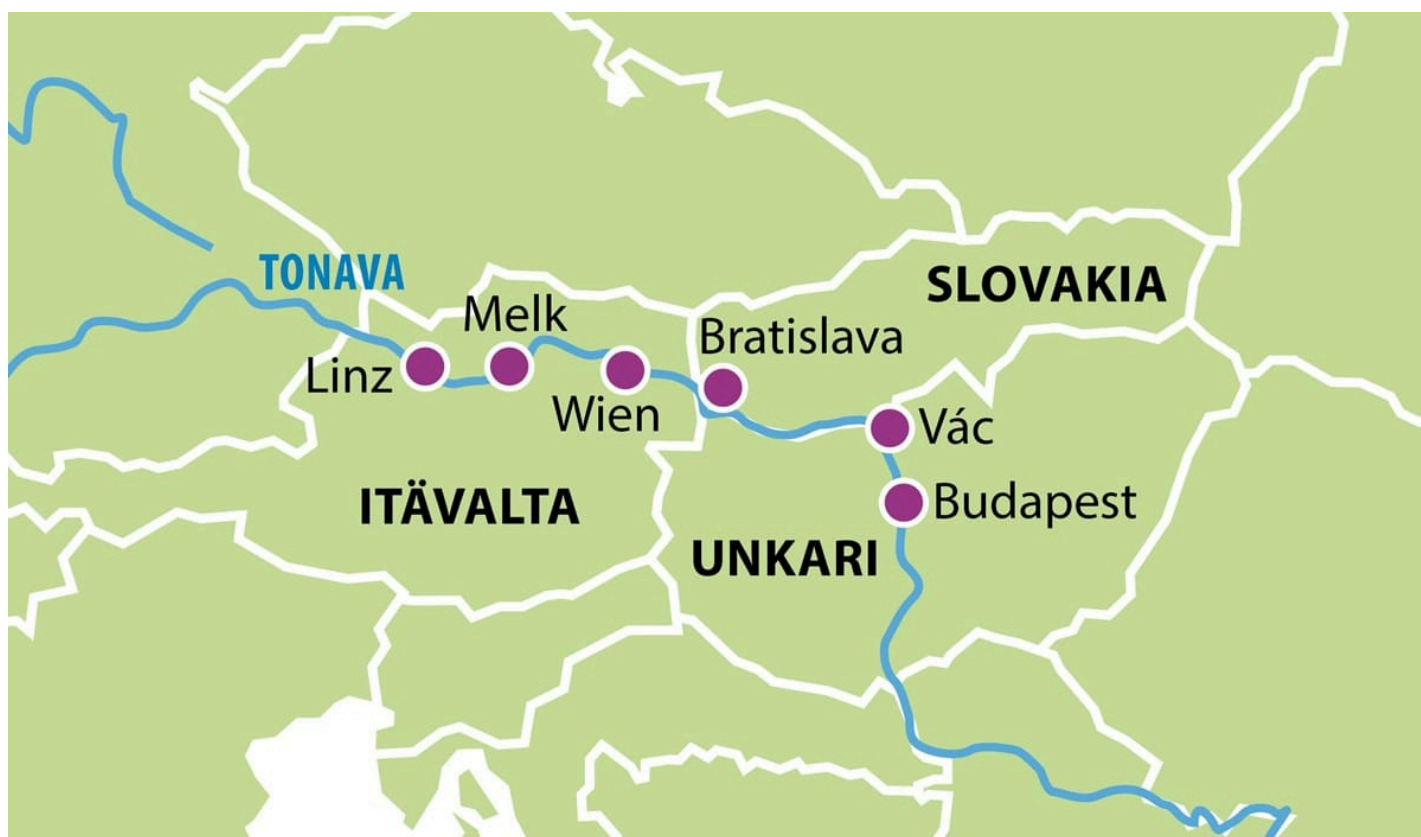 TONAVA
SLOVAKIA
Melk
Bratislava
Linz
Wien
Vác
ITÄVALTA
Budapest
UNKARI